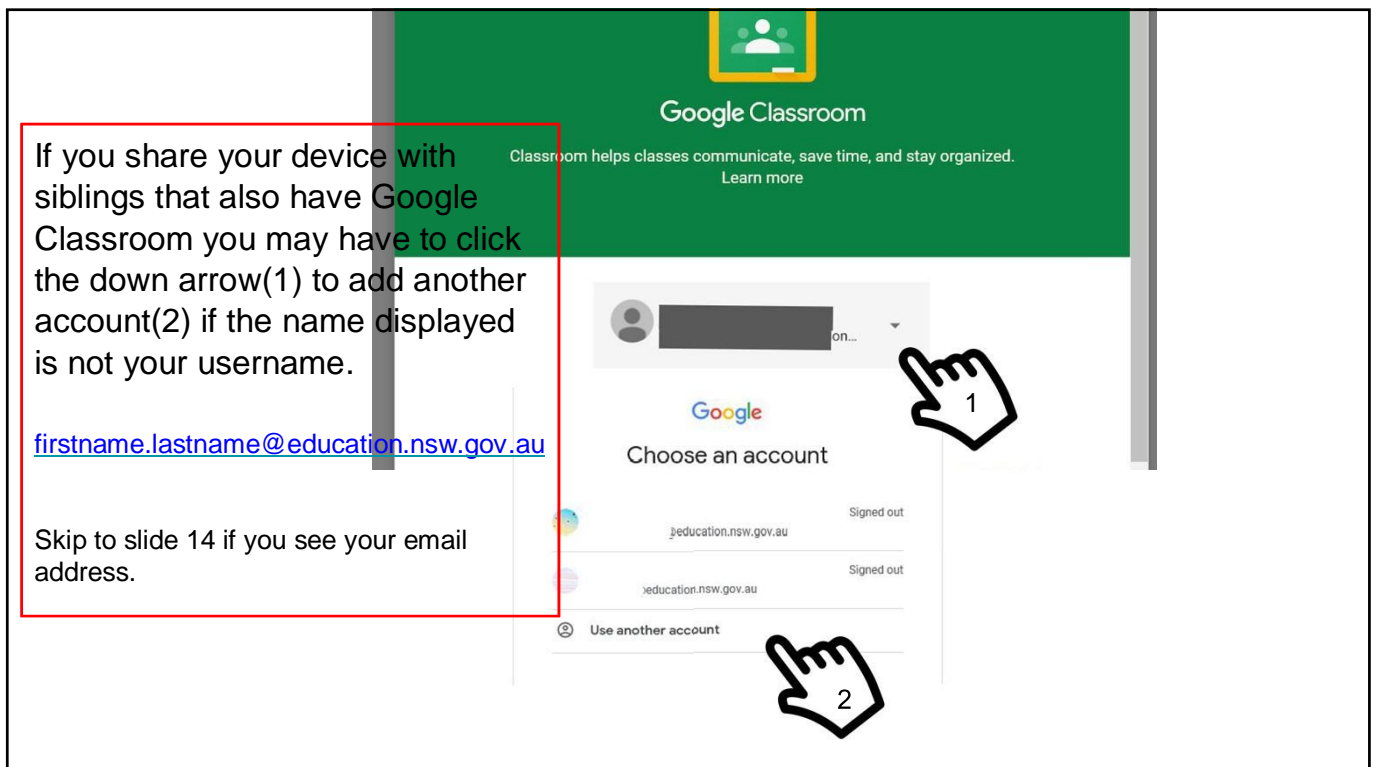 Google Classroom
Classroom helps classes communicate, save time, and stay organized.
Learn more
If you share your device with
siblings that also have Google
Classroom you may have to click
the down arrow(1) to add another
account(2) if the name displayed
is not your username.
firstname.lastname@education.nsw.gov.au
Skip to slide 14 if you see your email
address.
on...
1
Google
Choose an account
Signed out
education.nsw.gov.au
Signed out
education.nsw.gov.au
Use another account
2